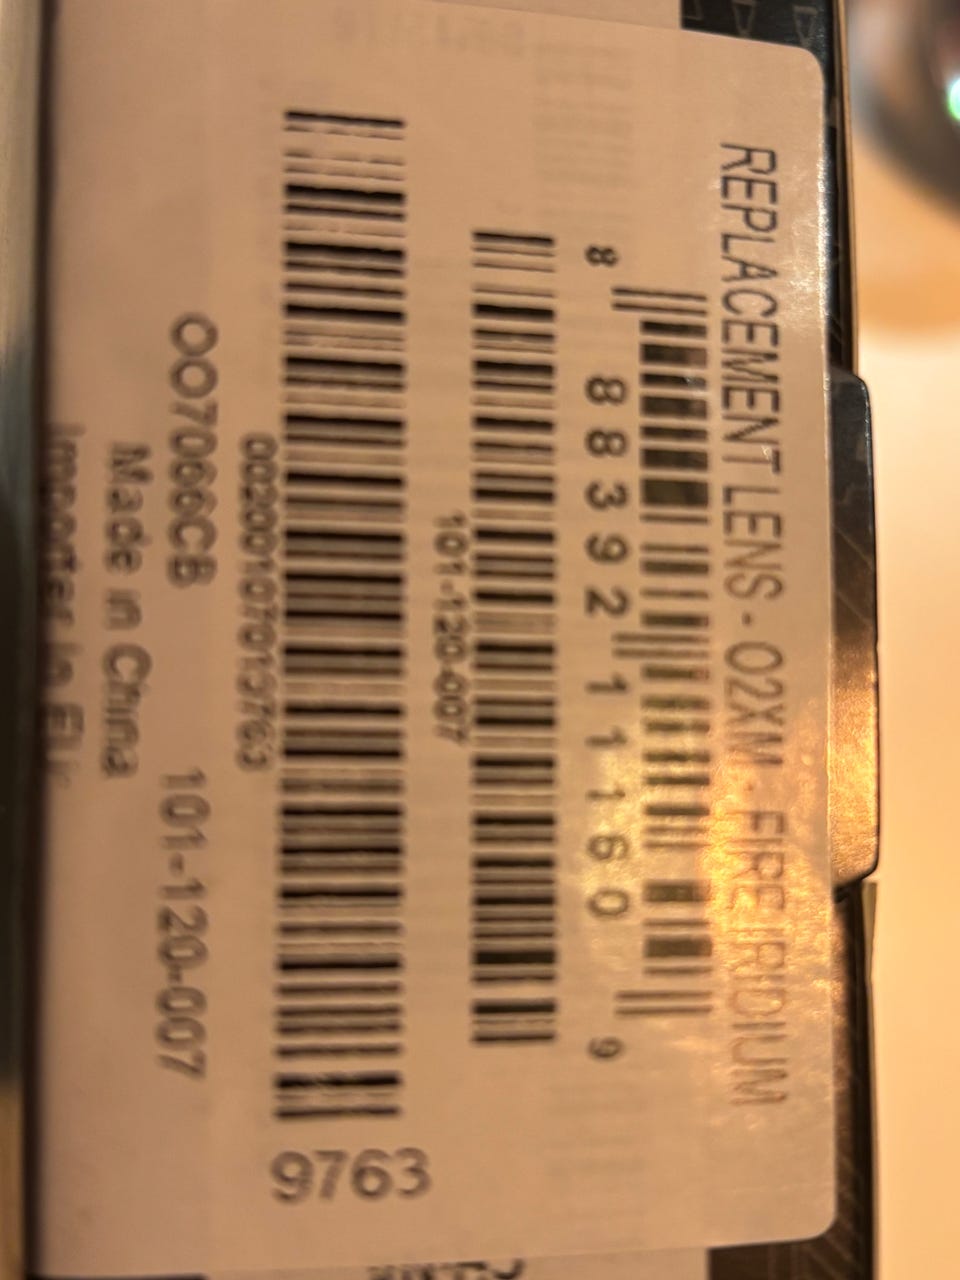 REPLACEMENT LENS - O2XM - FIRE IRIDIUM
8 88392 11160 9
101-120-007
00200107013763
9763
OO7066CB 101-120-007
Made in China